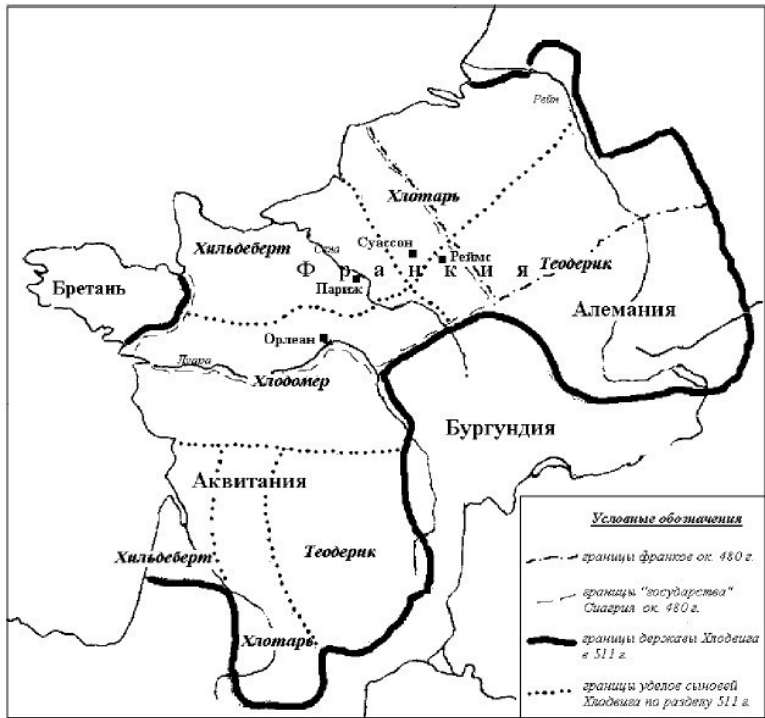 Рейн
Хлотарь
Хильдеберт
Сена
Суассон
Реймс
Франкия
Теодерик
Париж
Бретань
Алемания
Орлеан
Луара
Хлодомер
Бургундия
Аквитания
Теодерик
Хильдеберт
Хлотарь
Условные обозначения
границы франков ок. 480 г.
границы "государства"
Сиагрия ок. 480 г.
границы державы Хлодвига
в 511 г.
границы уделов сыновей
Хлодвига по разделу 511 г.